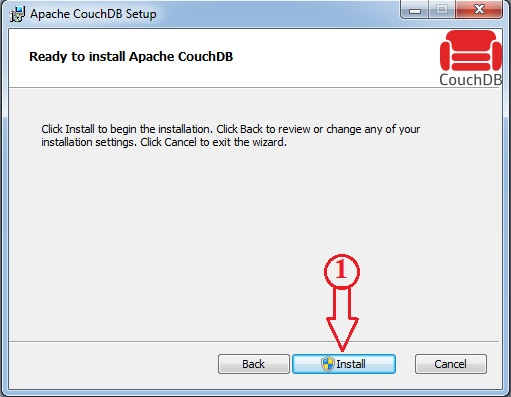 Apache CouchDB Setup
Ready to install Apache CouchDB
CouchDB
Click Install to begin the installation. Click Back to review or change any of your
installation settings. Click Cancel to exit the wizard.
1
Back
Install
Cancel